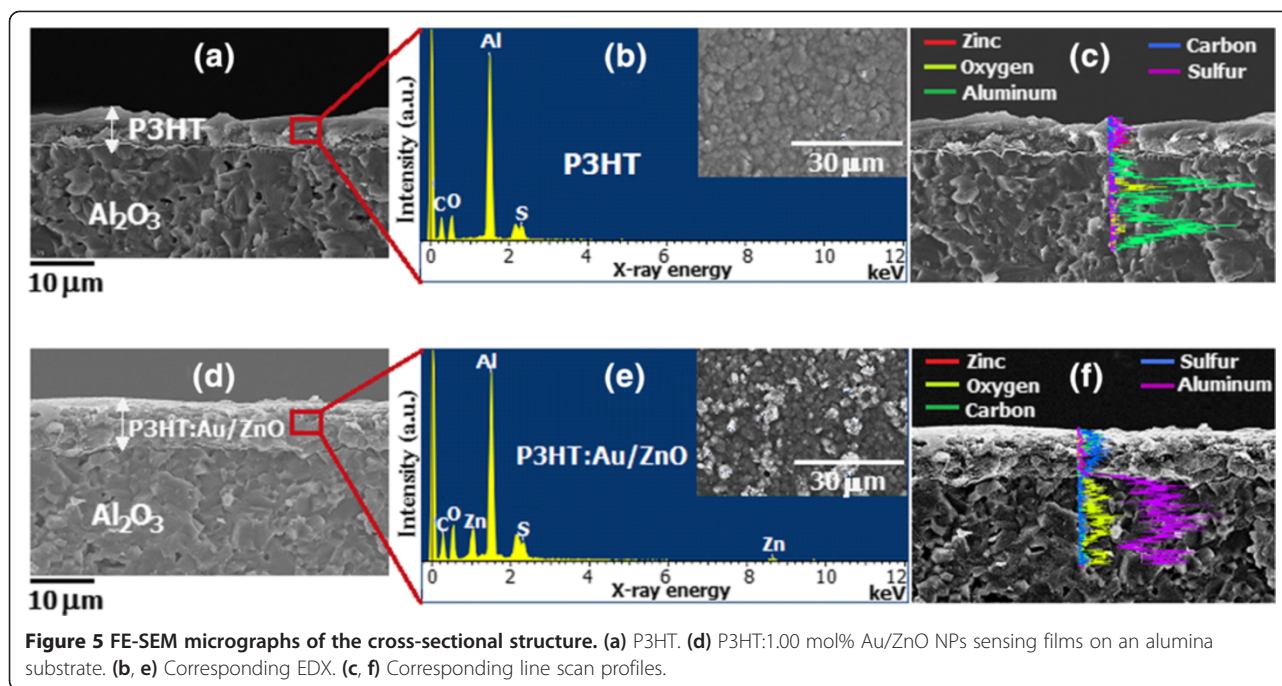 (a)
P3HT
Al₂O₃
10 μm
(b)
Al
C
O
S
P3HT
30 μm
Intensity (a.u.)
0 2 4 6 8 10 12
X-ray energy
keV
(c)
Zinc
Oxygen
Aluminum
Carbon
Sulfur
(d)
P3HT:Au/ZnO
Al₂O₃
10 μm
(e)
Al
C
O
Zn
S
Zn
P3HT:Au/ZnO
30 μm
Intensity (a.u.)
0 2 4 6 8 10 12
X-ray energy
keV
(f)
Zinc
Oxygen
Carbon
Sulfur
Aluminum
Figure 5 FE-SEM micrographs of the cross-sectional structure. (a) P3HT. (d) P3HT:1.00 mol% Au/ZnO NPs sensing films on an alumina
substrate. (b, e) Corresponding EDX. (c, f) Corresponding line scan profiles.